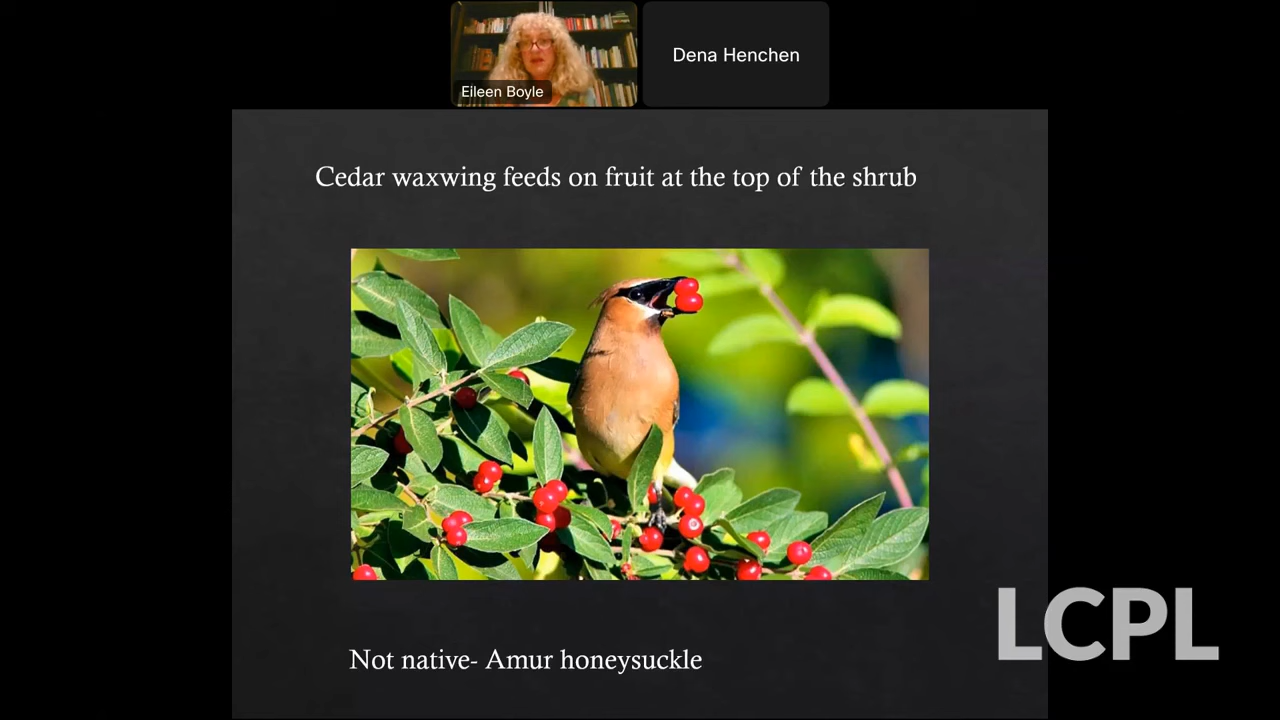 Eileen Boyle
Dena Henchen
Cedar waxwing feeds on fruit at the top of the shrub
Not native- Amur honeysuckle
LCPL